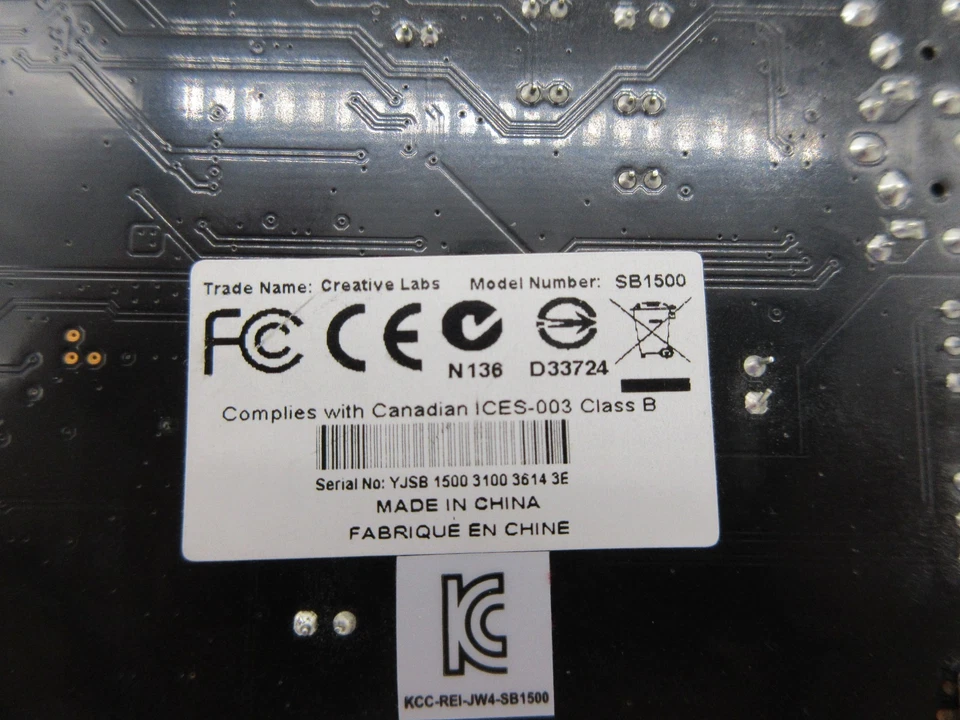 Trade Name: Creative Labs Model Number: SB1500
FC CE
N136 D33724
Complies with Canadian ICES-003 Class B
Serial No: YJSB 1500 3100 3614 3E
MADE IN CHINA
FABRIQUÉ EN CHINE
KC
KCC-REI-JW4-SB1500